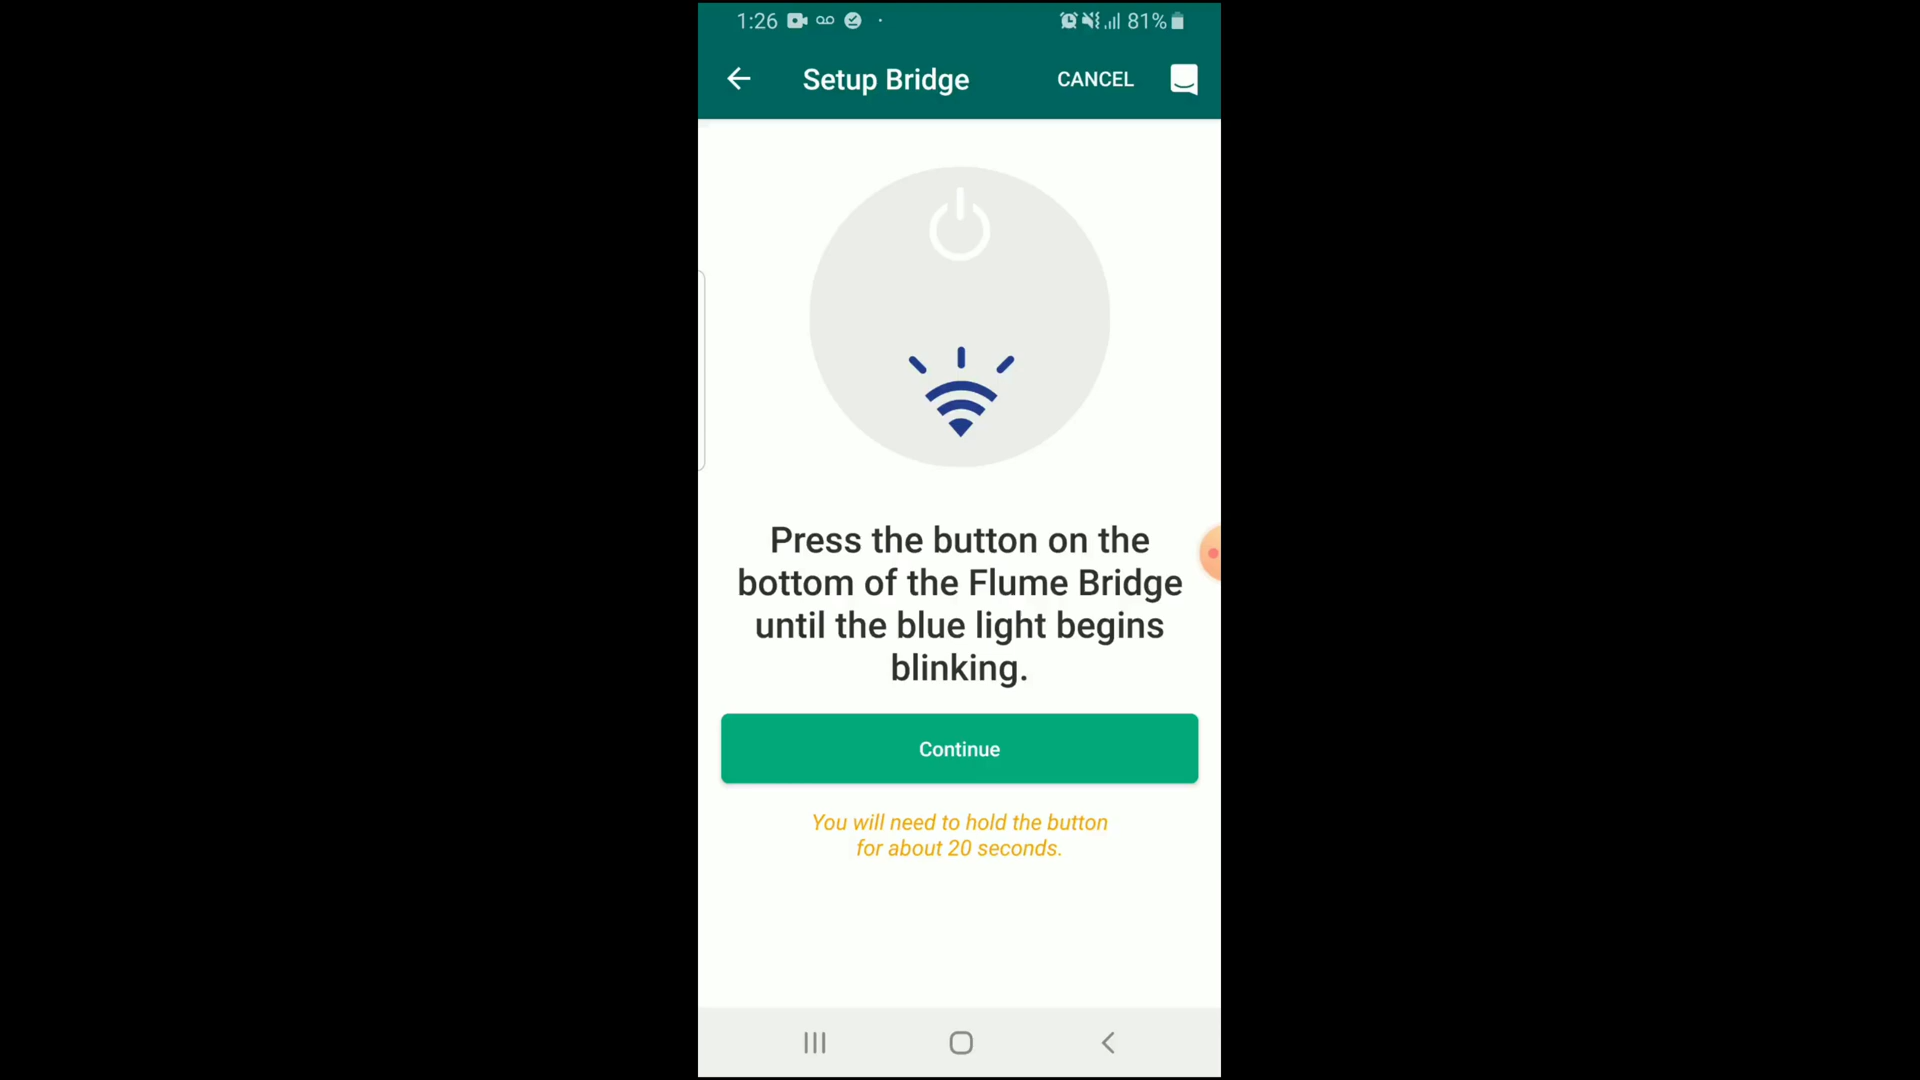 1:26
81%
Setup Bridge
CANCEL
Press the button on the
bottom of the Flume Bridge
until the blue light begins
blinking.
Continue
You will need to hold the button
for about 20 seconds.